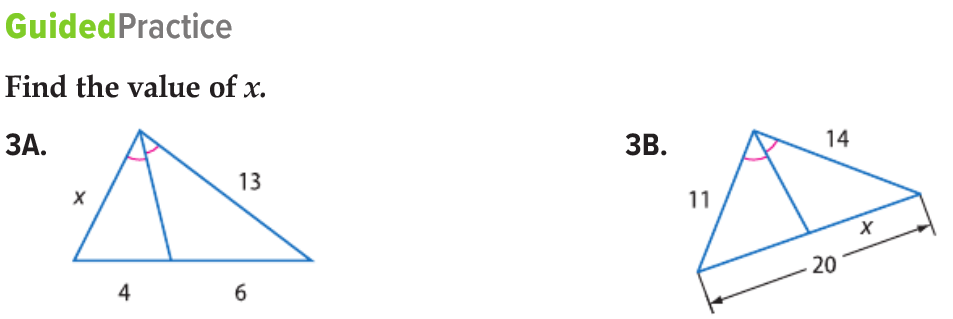 GuidedPractice
Find the value of x.
3A.
x
13
4
6
3B.
14
11
x
20